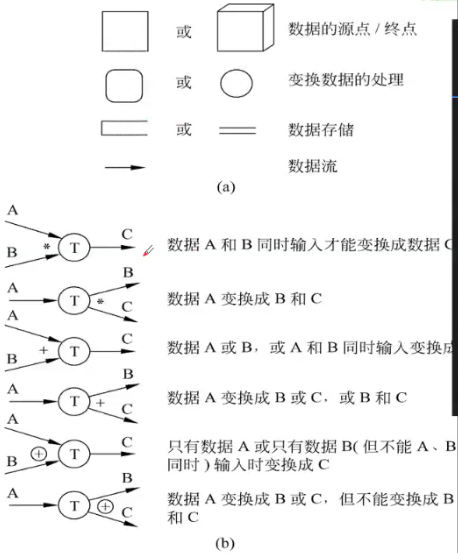 或 数据的源点 / 终点
或 变换数据的处理
或 数据存储
数据流
(a)
A
B * T C 数据 A 和 B 同时输入才能变换成数据 C
A T * B C 数据 A 变换成 B 和 C
A
B + T C 数据 A 或 B，或 A 和 B 同时输入变换成
A T + B C 数据 A 变换成 B 或 C，或 B 和 C
A
B ⊕ T C 只有数据 A 或只有数据 B( 但不能 A、B
同时 ) 输入时变换成 C
A T ⊕ B C 数据 A 变换成 B 或 C，但不能变换成 B
和 C
(b)